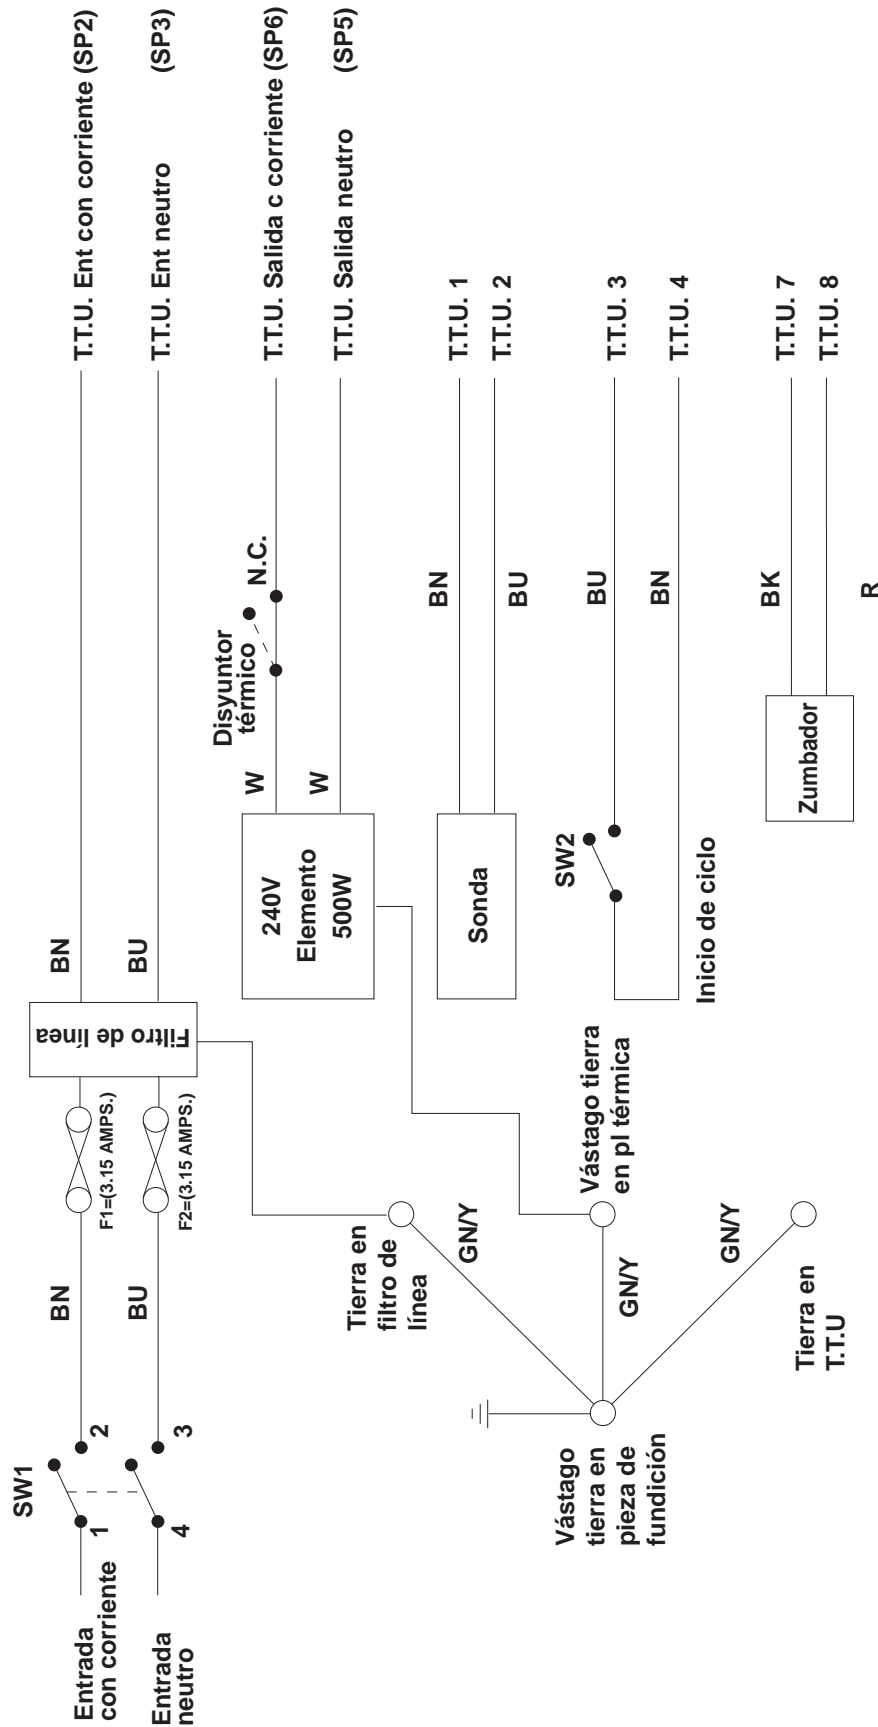 Entrada
con corriente
Entrada
neutro
SW1
1
2
4
3
BN
BU
F1=(3.15 AMPS.)
F2=(3.15 AMPS.)
Filtro de línea
BN
BU
T.T.U. Ent con corriente (SP2)
T.T.U. Ent neutro (SP3)
240V
Elemento
500W
W
W
Disyuntor
térmico
N.C.
T.T.U. Salida c corriente (SP6)
T.T.U. Salida neutro (SP5)
Sonda
BN
BU
T.T.U. 1
T.T.U. 2
SW2
Inicio de ciclo
BU
BN
T.T.U. 3
T.T.U. 4
Zumbador
BK
R
T.T.U. 7
T.T.U. 8
Tierra en
filtro de
línea
GN/Y
Vástago tierra
en pl térmica
GN/Y
GN/Y
Tierra en
T.T.U
Vástago
tierra en
pieza de
fundición